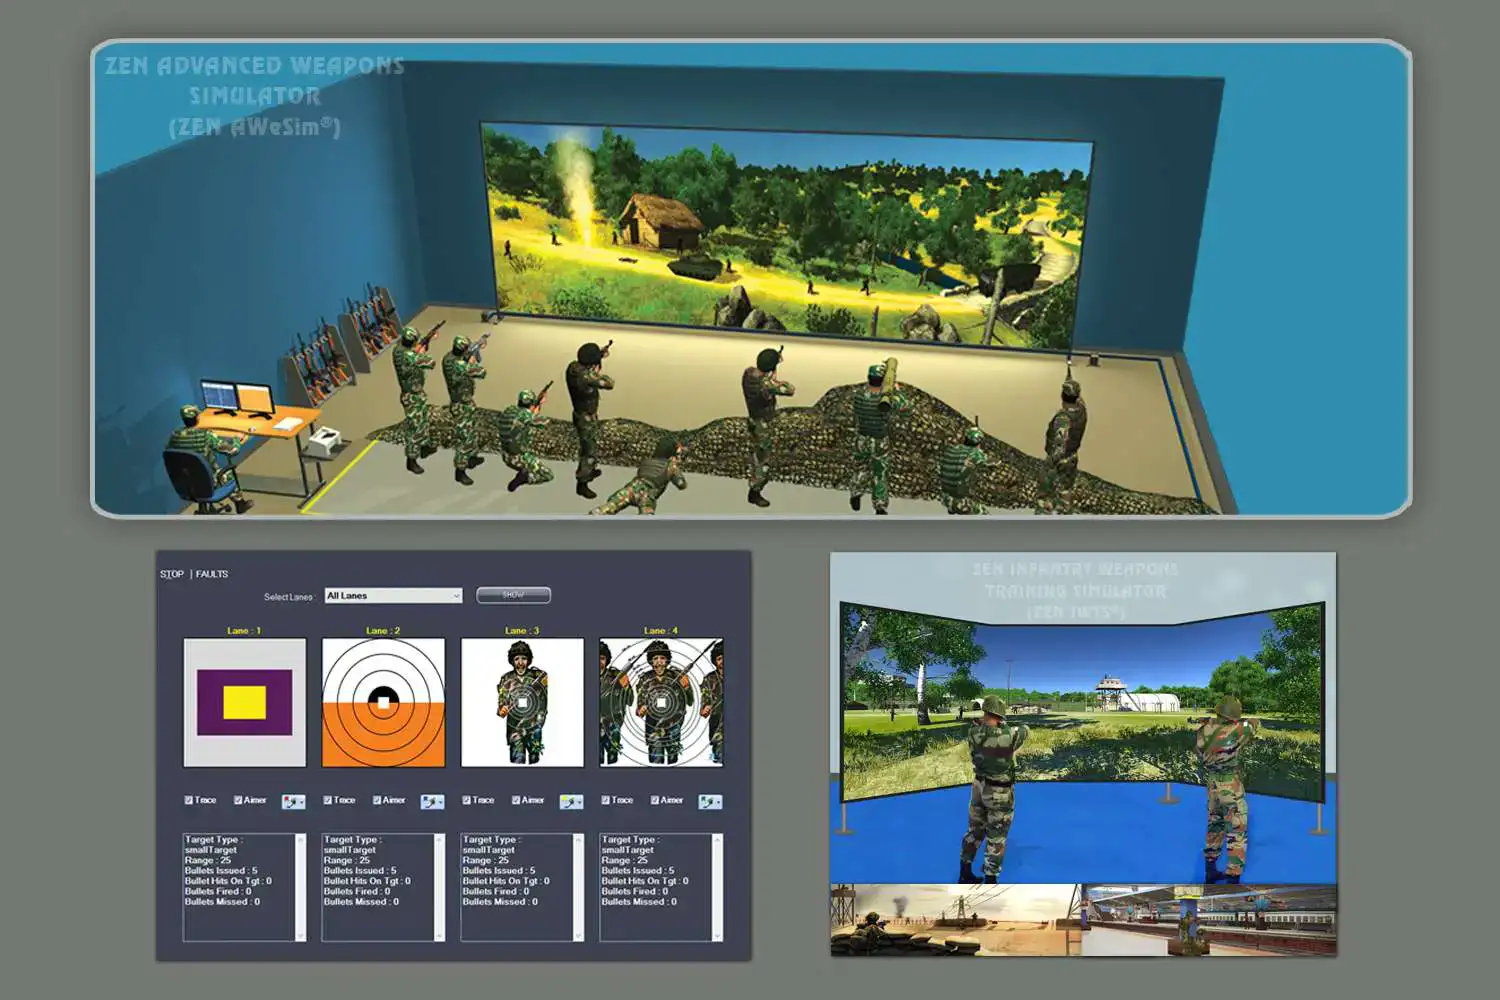 ZEN ADVANCED WEAPONS
SIMULATOR
(ZEN AWeSim®)
STOP | FAULTS
Select Lanes : All Lanes SHOW
Lane : 1 Lane : 2 Lane : 3 Lane : 4
Trace Aimer Trace Aimer Trace Aimer Trace Aimer
Target Type :
smallTarget
Range : 25
Bullets Issued : 5
Bullet Hits On Tgt : 0
Bullets Fired : 0
Bullets Missed : 0
Target Type :
smallTarget
Range : 25
Bullets Issued : 5
Bullet Hits On Tgt : 0
Bullets Fired : 0
Bullets Missed : 0
Target Type :
smallTarget
Range : 25
Bullets Issued : 5
Bullet Hits On Tgt : 0
Bullets Fired : 0
Bullets Missed : 0
Target Type :
smallTarget
Range : 25
Bullets Issued : 5
Bullet Hits On Tgt : 0
Bullets Fired : 0
Bullets Missed : 0
ZEN INFANTRY WEAPONS
TRAINING SIMULATOR
(ZEN IWTS®)